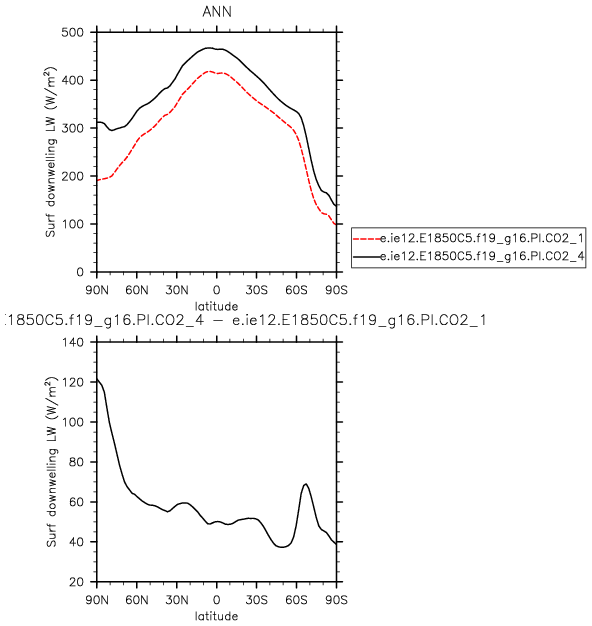 ANN
Surf downwelling LW (W/m²)
500
400
300
200
100
0
90N 60N 30N 0 30S 60S 90S
latitude
e.ie12.E1850C5.f19_g16.PI.CO2_1
e.ie12.E1850C5.f19_g16.PI.CO2_4
.1850C5.f19_g16.PI.CO2_4 – e.ie12.E1850C5.f19_g16.PI.CO2_1
Surf downwelling LW (W/m²)
140
120
100
80
60
40
20
90N 60N 30N 0 30S 60S 90S
latitude